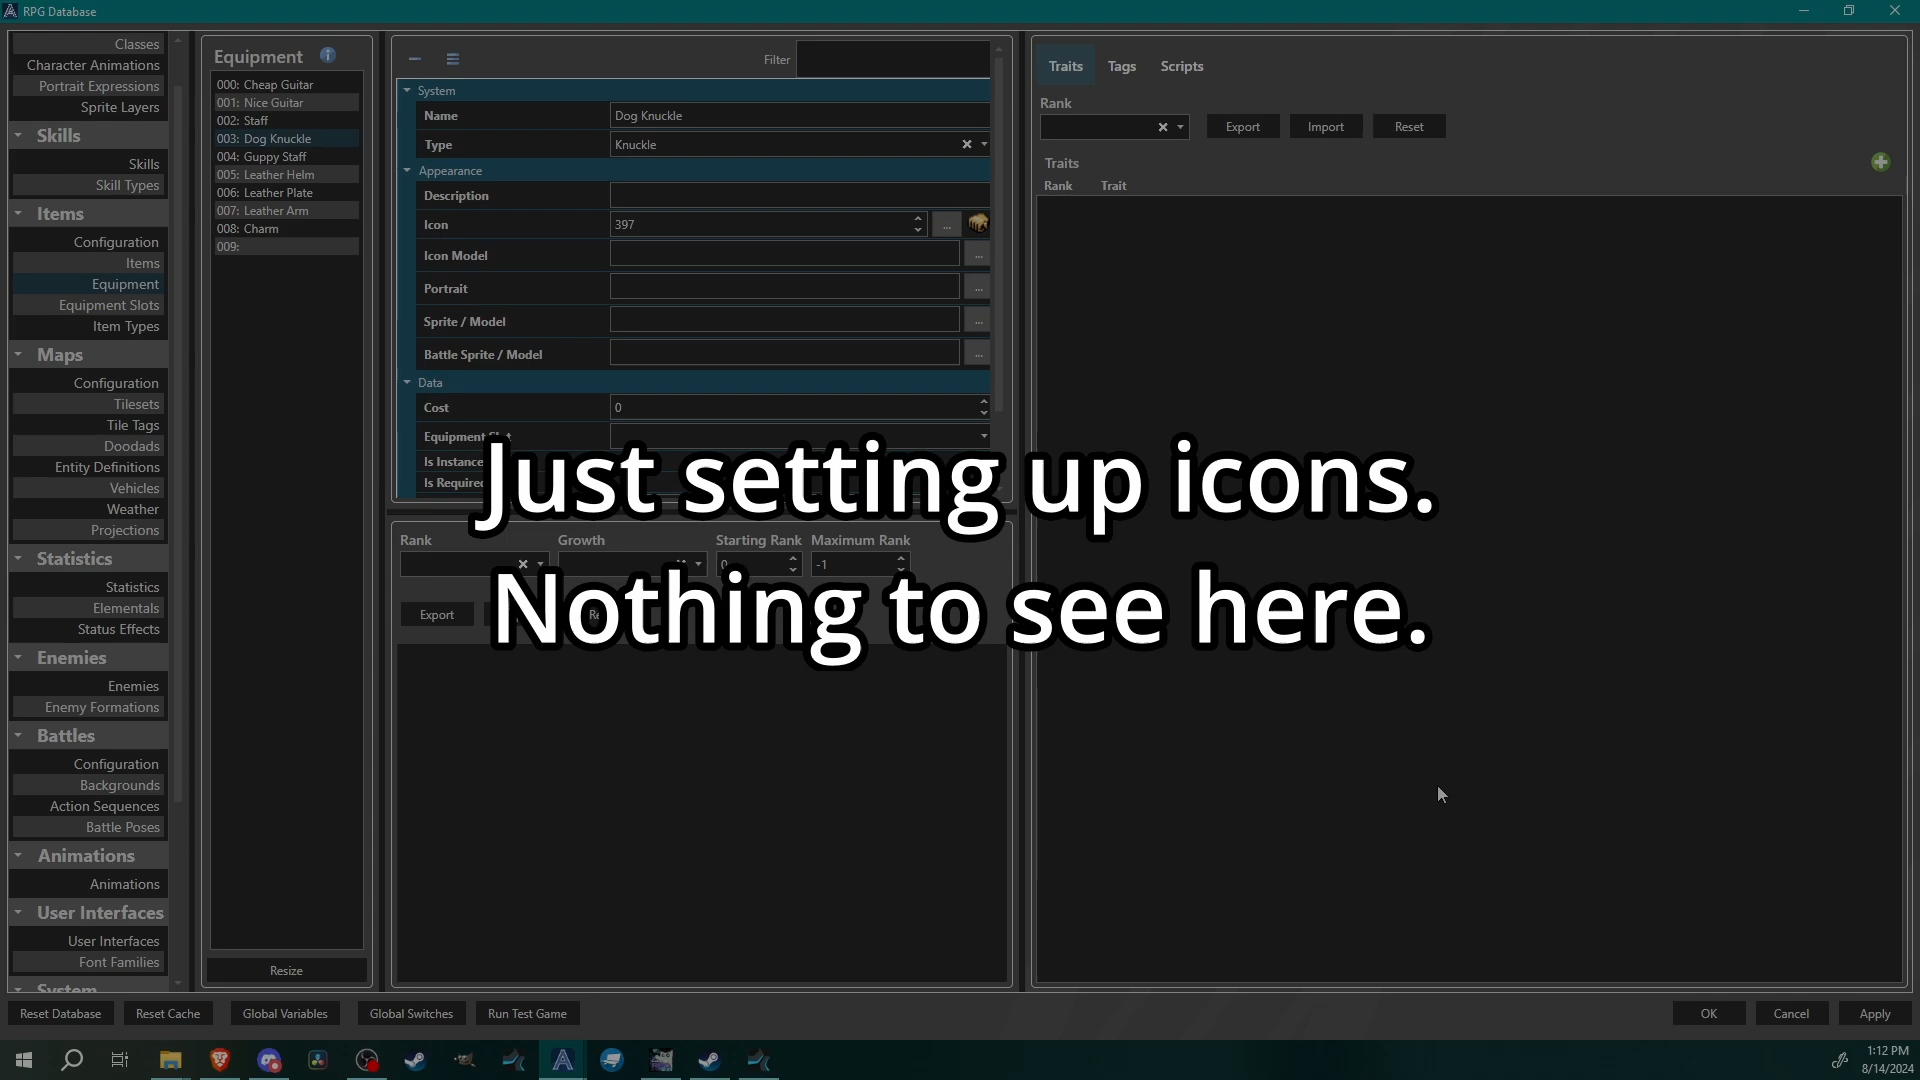 RPG Database
Classes
Character Animations
Portrait Expressions
Sprite Layers
Skills
Skills
Skill Types
Items
Configuration
Items
Equipment
Equipment Slots
Item Types
Maps
Configuration
Tilesets
Tile Tags
Doodads
Entity Definitions
Vehicles
Weather
Projections
Statistics
Statistics
Elementals
Status Effects
Enemies
Enemies
Enemy Formations
Battles
Configuration
Backgrounds
Action Sequences
Battle Poses
Animations
Animations
User Interfaces
User Interfaces
Font Families
System
Equipment
000: Cheap Guitar
001: Nice Guitar
002: Staff
003: Dog Knuckle
004: Guppy Staff
005: Leather Helm
006: Leather Plate
007: Leather Arm
008: Charm
009:
Resize
Filter
System
Name Dog Knuckle
Type Knuckle
Appearance
Description
Icon 397 ...
Icon Model ...
Portrait ...
Sprite / Model ...
Battle Sprite / Model ...
Data
Cost 0
Equipment Slot
Is Instance
Is Required
Just setting up icons.
Nothing to see here.
Rank Growth Starting Rank Maximum Rank
0 -1
Export
Traits Tags Scripts
Rank
Export Import Reset
Traits
Rank Trait
Reset Database Reset Cache Global Variables Global Switches Run Test Game
OK Cancel Apply
1:12 PM
8/14/2024